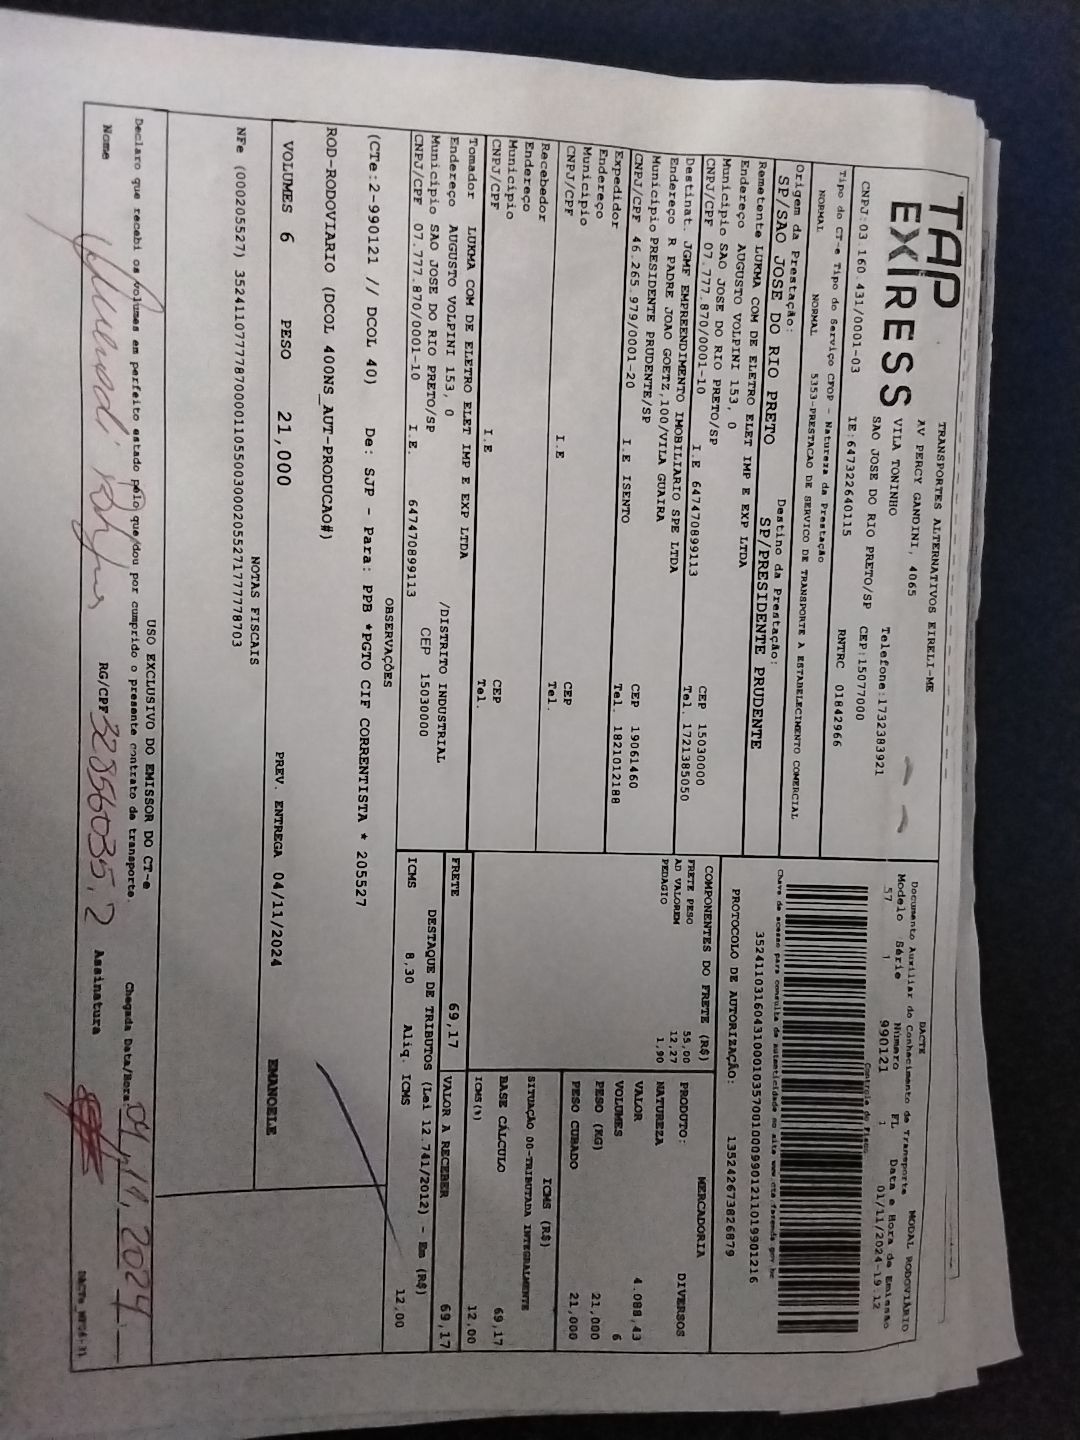 TAP
EXPRESS
TRANSPORTES ALTERNATIVOS EIRELI-ME
AV PERCY GANDINI, 4065
VILA TONINHO
SAO JOSE DO RIO PRETO/SP
Telefone:1732383921
CEP:15077000
CNPJ:03.160.431/0001-03 IE:647322640115 RNTRC 01842966
Tipo do CT-e Tipo do Serviço CFOP - Natureza da Prestação
NORMAL NORMAL 5353-PRESTACAO DE SERVICO DE TRANSPORTE A ESTABELECIMENTO COMERCIAL
Origem da Prestação: Destino da Prestação:
SP/SAO JOSE DO RIO PRETO SP/PRESIDENTE PRUDENTE
Remetente LUKMA COM DE ELETRO ELET IMP E EXP LTDA
Endereço AUGUSTO VOLPINI 153, 0
Município SAO JOSE DO RIO PRETO/SP CEP 15030000
CNPJ/CPF 07.777.870/0001-10 I.E 647470899113 Tel. 1721385050
Destinat. JGMF EMPREENDIMENTO IMOBILIARIO SPE LTDA
Endereço R PADRE JOAO GOETZ,100/VILA GUAIRA
Município PRESIDENTE PRUDENTE/SP CEP 19061460
CNPJ/CPF 46.265.979/0001-20 I.E ISENTO Tel. 1821012188
Expedidor
Endereço
Município CEP
CNPJ/CPF I.E Tel.
Recebedor
Endereço
Município CEP
CNPJ/CPF I.E Tel.
Tomador LUKMA COM DE ELETRO ELET IMP E EXP LTDA
Endereço AUGUSTO VOLPINI 153, 0 /DISTRITO INDUSTRIAL
Município SAO JOSE DO RIO PRETO/SP CEP 15030000
CNPJ/CPF 07.777.870/0001-10 I.E. 647470899113
DACTE
Documento Auxiliar do Conhecimento de Transporte MODAL RODOVIÁRIO
Modelo Série Número FL Data e Hora de Emissão
57 1 990121 1 01/11/2024-19:12
Controle do Fisco
Chave de acesso para consulta de autenticidade no site www.cte.fazenda.gov.br
35241103160431000103570010009901211019901216
PROTOCOLO DE AUTORIZAÇÃO: 135242673826879
COMPONENTES DO FRETE (R$)
FRETE PESO 55,00
AD VALOREM 12,27
PEDAGIO 1,90
MERCADORIA
PRODUTO: DIVERSOS
NATUREZA
VALOR 4.088,43
VOLUMES 6
PESO (KG) 21,000
PESO CUBADO 21,000
ICMS (R$)
SITUAÇÃO 00-TRIBUTADA INTEGRALMENTE
BASE CÁLCULO 69,17
ICMS(%) 12,00
FRETE 69,17 VALOR A RECEBER 69,17
DESTAQUE DE TRIBUTOS (Lei 12.741/2012) - Em (R$)
ICMS 8,30 Aliq. ICMS 12,00
OBSERVAÇÕES
(CTe:2-990121 // DCOL 40) De: SJP - Para: PPB *PGTO CIF CORRENTISTA * 205527
ROD-RODOVIARIO (DCOL 400NS_AUT-PRODUCAO#)
VOLUMES 6 PESO 21,000 PREV. ENTREGA 04/11/2024 EMANOELE
NOTAS FISCAIS
NFe (000205527) 35241107777870000110550030002055271777778703
USO EXCLUSIVO DO EMISSOR DO CT-e
Declaro que recebi os volumes em perfeito estado pelo que dou por cumprido o presente contrato de transporte. Chegada Data/Hora
Nome RG/CPF 32856035,2 Assinatura